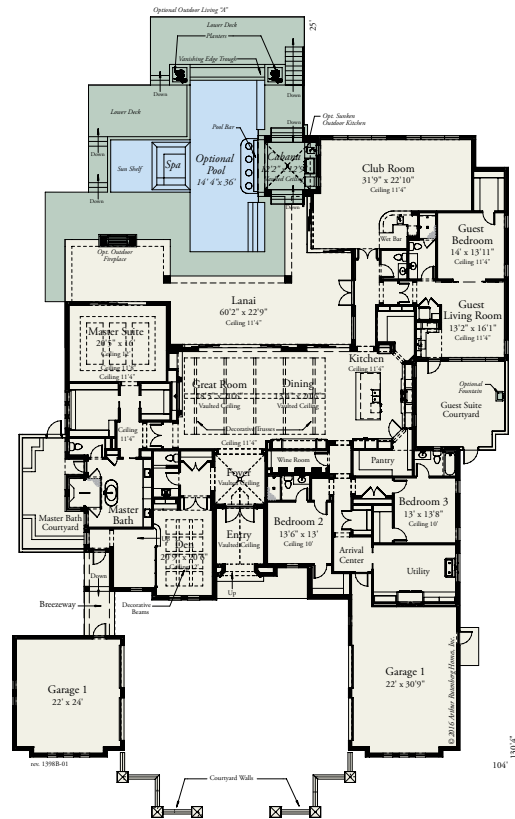 Optional Outdoor Living "A"
Lower Deck
25'
Planters
Vanishing Edge Trough
Down
Down
Lower Deck
Opt. Sunken
Outdoor Kitchen
Pool Bar
Down
Sun Shelf
Spa
Optional
Pool
14' 4"x 36'
Cabana
Vaulted Ceiling
Club Room
31'9" x 22'10"
Ceiling 11'4"
Down
Down
Wet Bar
Guest
Bedroom
14' x 13'11"
Ceiling 11'4"
Opt. Outdoor
Fireplace
Lanai
60'2" x 22'9"
Ceiling 11'4"
Guest
Living Room
13'2" x 16'1"
Ceiling 11'4"
Master Suite
Ceiling 11'4"
Kitchen
Ceiling 11'4"
Great Room
Vaulted Ceiling
Dining
Vaulted Ceiling
Optional
Fountain
Guest Suite
Courtyard
Ceiling
11'4"
Decorative Trusses
Ceiling 11'4"
Wine Room
Pantry
Foyer
Vaulted Ceiling
Master
Bath
Master Bath
Courtyard
Bedroom 2
13'6" x 13'
Ceiling 10'
Bedroom 3
13' x 13'8"
Ceiling 10'
Entry
Vaulted Ceiling
Den
Up
Arrival
Center
Utility
Down
Up
Breezeway
Decorative
Beams
Garage 1
22' x 24'
Garage 1
22' x 30'9"
© 2016 Arthur Rutenberg Homes, Inc.
rev. 1398B-01
Courtyard Walls
104'
130'4"